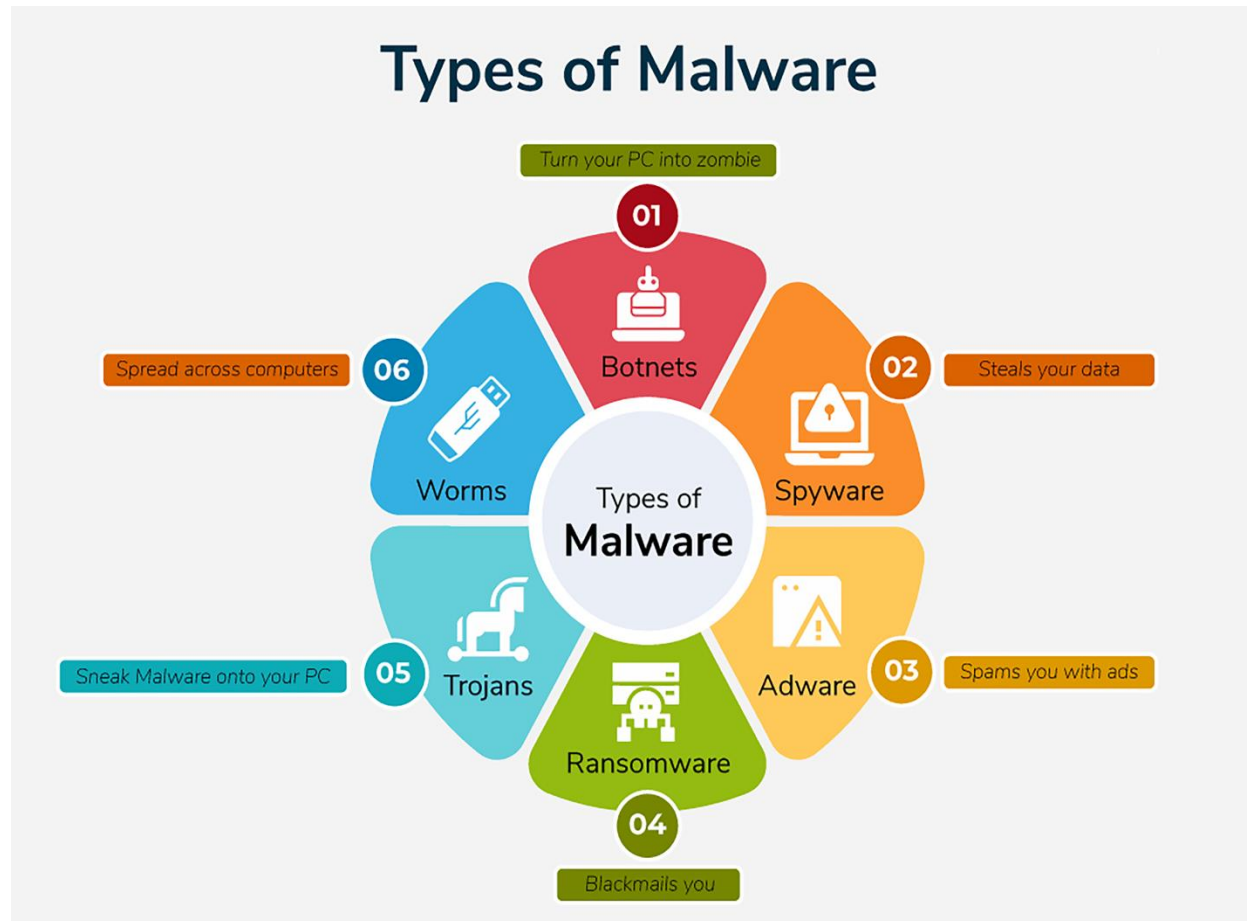 Types of Malware
Turn your PC into zombie
01
Botnets
02
Steals your data
Spyware
03
Spams you with ads
Adware
04
Ransomware
Blackmails you
05
Sneak Malware onto your PC
Trojans
06
Spread across computers
Worms
Types of
Malware